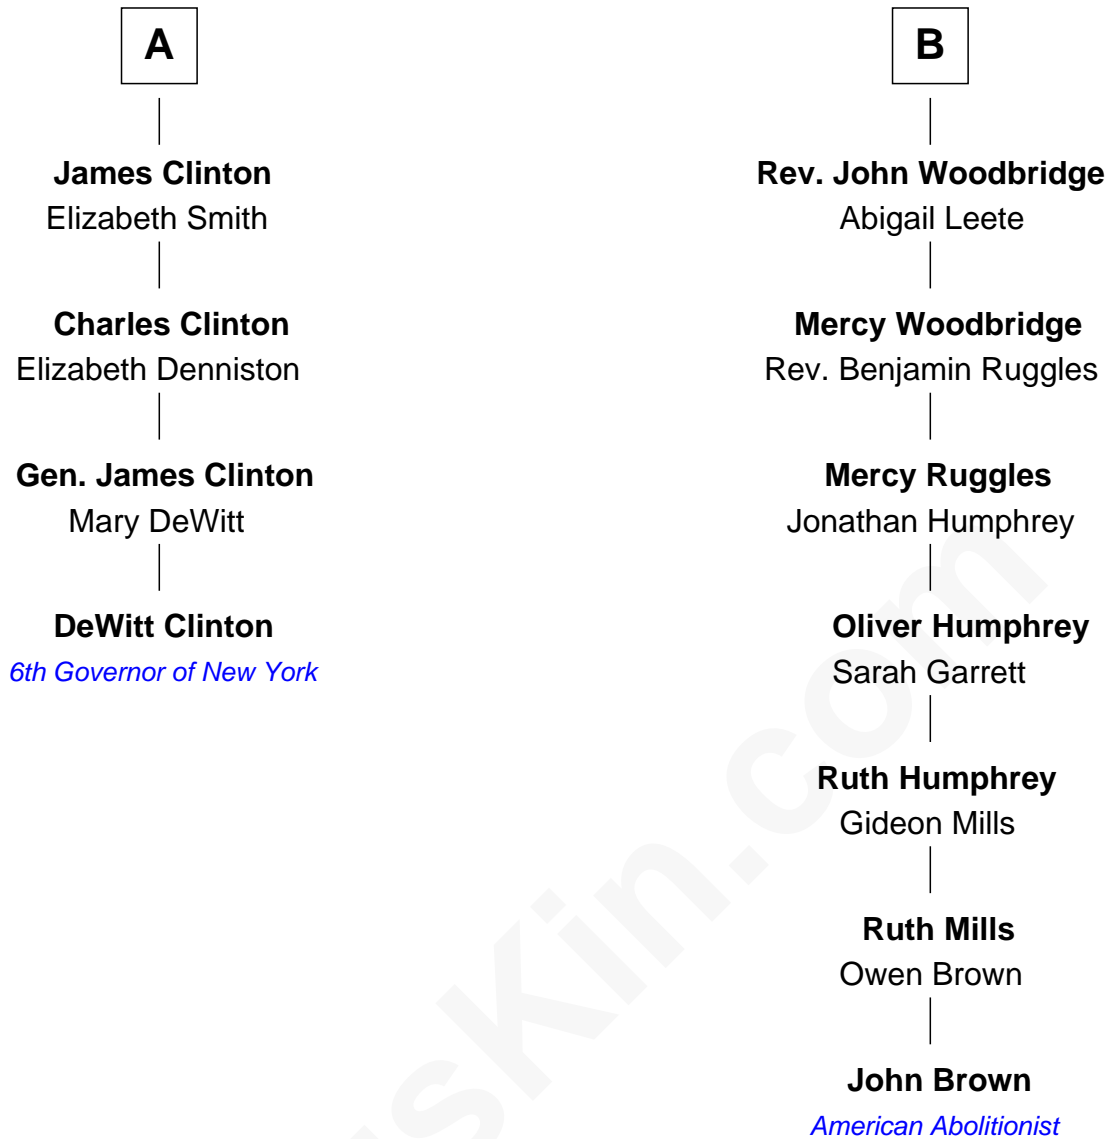 A
James Clinton
Elizabeth Smith
Charles Clinton
Elizabeth Denniston
Gen. James Clinton
Mary DeWitt
DeWitt Clinton
6th Governor of New York
B
Rev. John Woodbridge
Abigail Leete
Mercy Woodbridge
Rev. Benjamin Ruggles
Mercy Ruggles
Jonathan Humphrey
Oliver Humphrey
Sarah Garrett
Ruth Humphrey
Gideon Mills
Ruth Mills
Owen Brown
John Brown
American Abolitionist